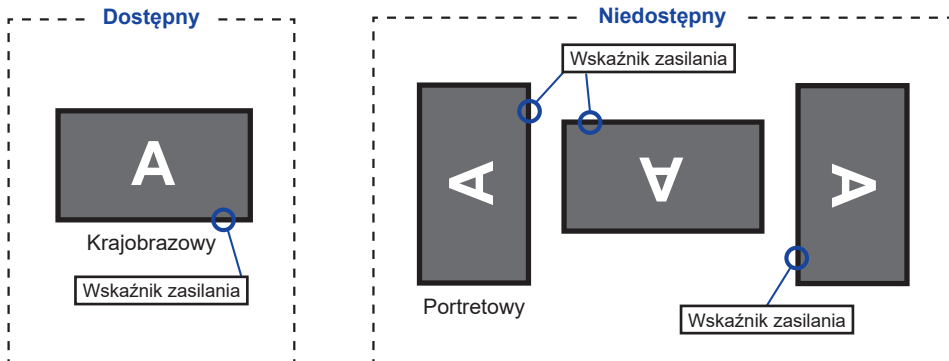 Dostępny
A
Krajobrazowy
Wskaźnik zasilania
Niedostępny
Wskaźnik zasilania
A
A
A
Portretowy
Wskaźnik zasilania